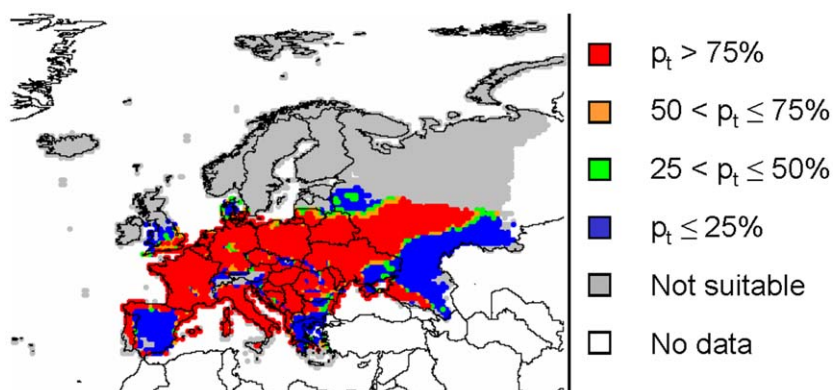 pₜ > 75%
50 < pₜ ≤ 75%
25 < pₜ ≤ 50%
pₜ ≤ 25%
Not suitable
No data